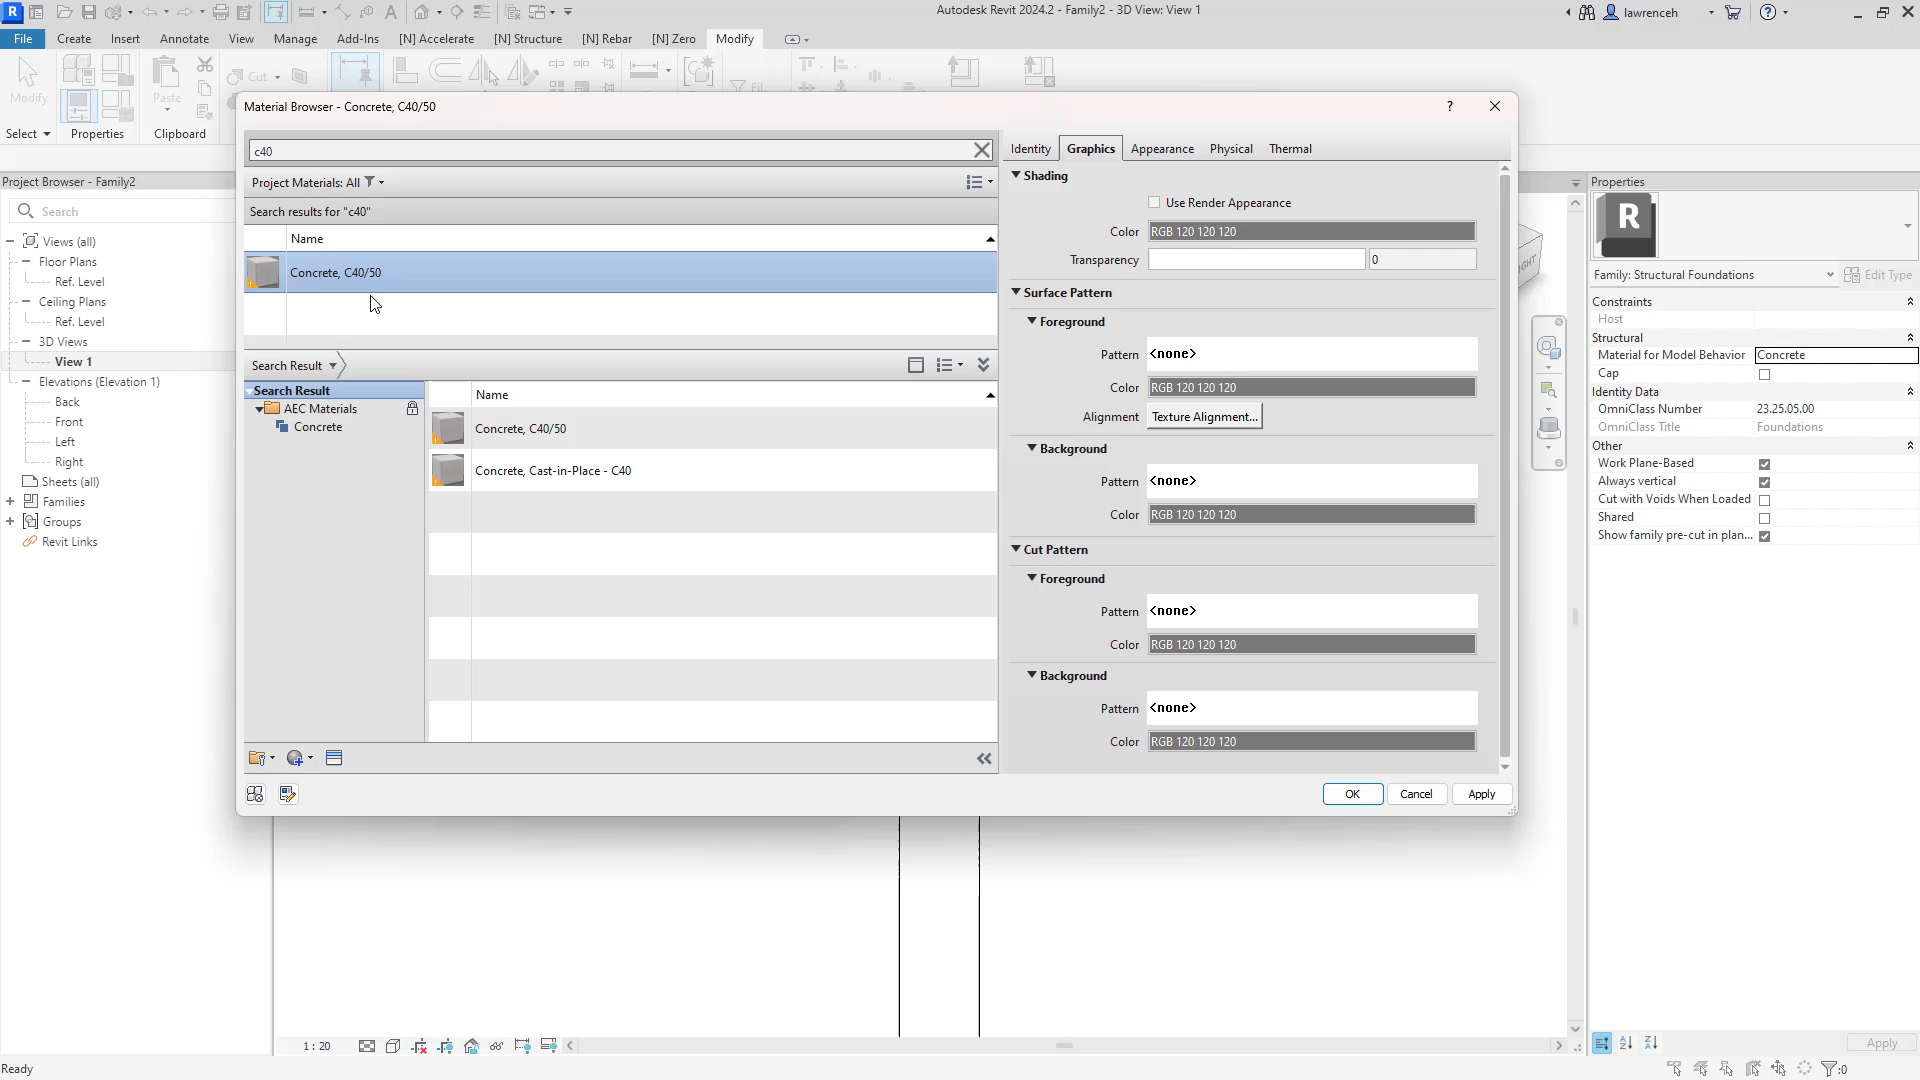 Autodesk Revit 2024.2 - Family2 - 3D View: View 1
lawrenceh
File Create Insert Annotate View Manage Add-Ins [N] Accelerate [N] Structure [N] Rebar [N] Zero Modify
Modify
Paste
Cut
Select
Properties
Clipboard
Material Browser - Concrete, C40/50
c40
Project Materials: All
Search results for "c40"
Name
Concrete, C40/50
Search Result
Search Result
AEC Materials
Concrete
Name
Concrete, C40/50
Concrete, Cast-in-Place - C40
Identity Graphics Appearance Physical Thermal
Shading
Use Render Appearance
Color RGB 120 120 120
Transparency 0
Surface Pattern
Foreground
Pattern <none>
Color RGB 120 120 120
Alignment Texture Alignment...
Background
Pattern <none>
Color RGB 120 120 120
Cut Pattern
Foreground
Pattern <none>
Color RGB 120 120 120
Background
Pattern <none>
Color RGB 120 120 120
OK Cancel Apply
Project Browser - Family2
Search
Views (all)
Floor Plans
Ref. Level
Ceiling Plans
Ref. Level
3D Views
View 1
Elevations (Elevation 1)
Back
Front
Left
Right
Sheets (all)
Families
Groups
Revit Links
Properties
R
Family: Structural Foundations
Edit Type
Constraints
Host
Structural
Material for Model Behavior Concrete
Cap
Identity Data
OmniClass Number 23.25.05.00
OmniClass Title Foundations
Other
Work Plane-Based
Always vertical
Cut with Voids When Loaded
Shared
Show family pre-cut in plan...
1 : 20
Apply
Ready
:0